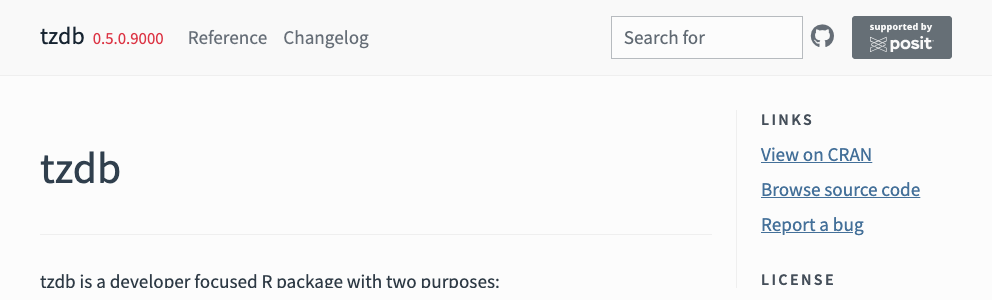 tzdb 0.5.0.9000 Reference Changelog Search for supported by posit
tzdb
tzdb is a developer focused R package with two purposes:
LINKS
View on CRAN
Browse source code
Report a bug
LICENSE